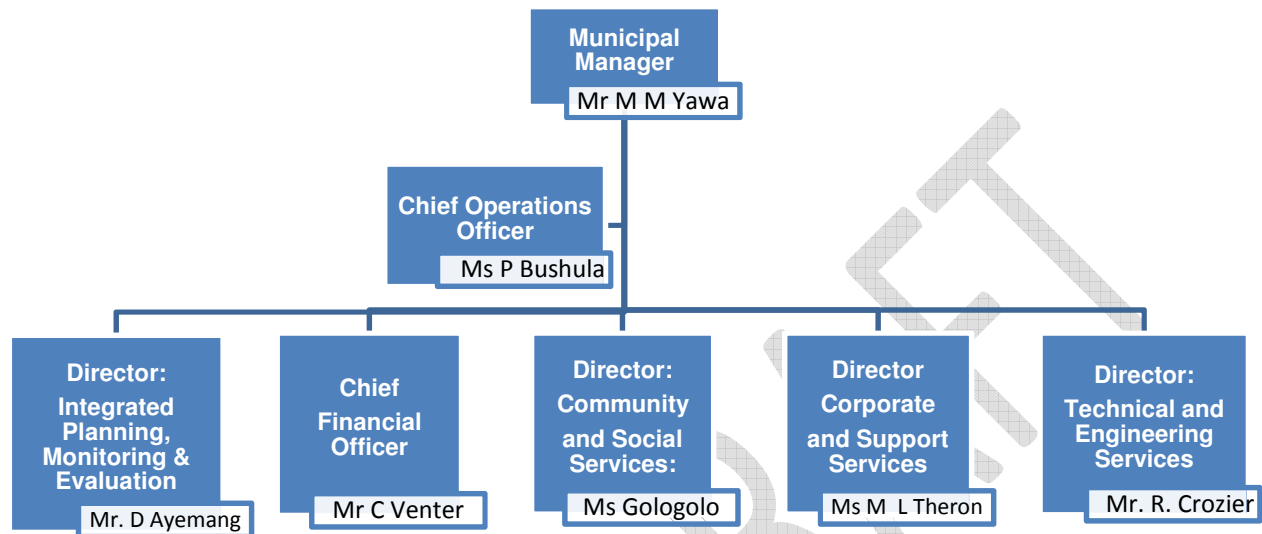 Municipal
Manager
Mr M M Yawa
Chief Operations
Officer
Ms P Bushula
Director:
Integrated
Planning,
Monitoring &
Evaluation
Mr. D Ayemang
Chief
Financial
Officer
Mr C Venter
Director:
Community
and Social
Services:
Ms Gologolo
Director
Corporate
and Support
Services
Ms M L Theron
Director:
Technical and
Engineering
Services
Mr. R. Crozier